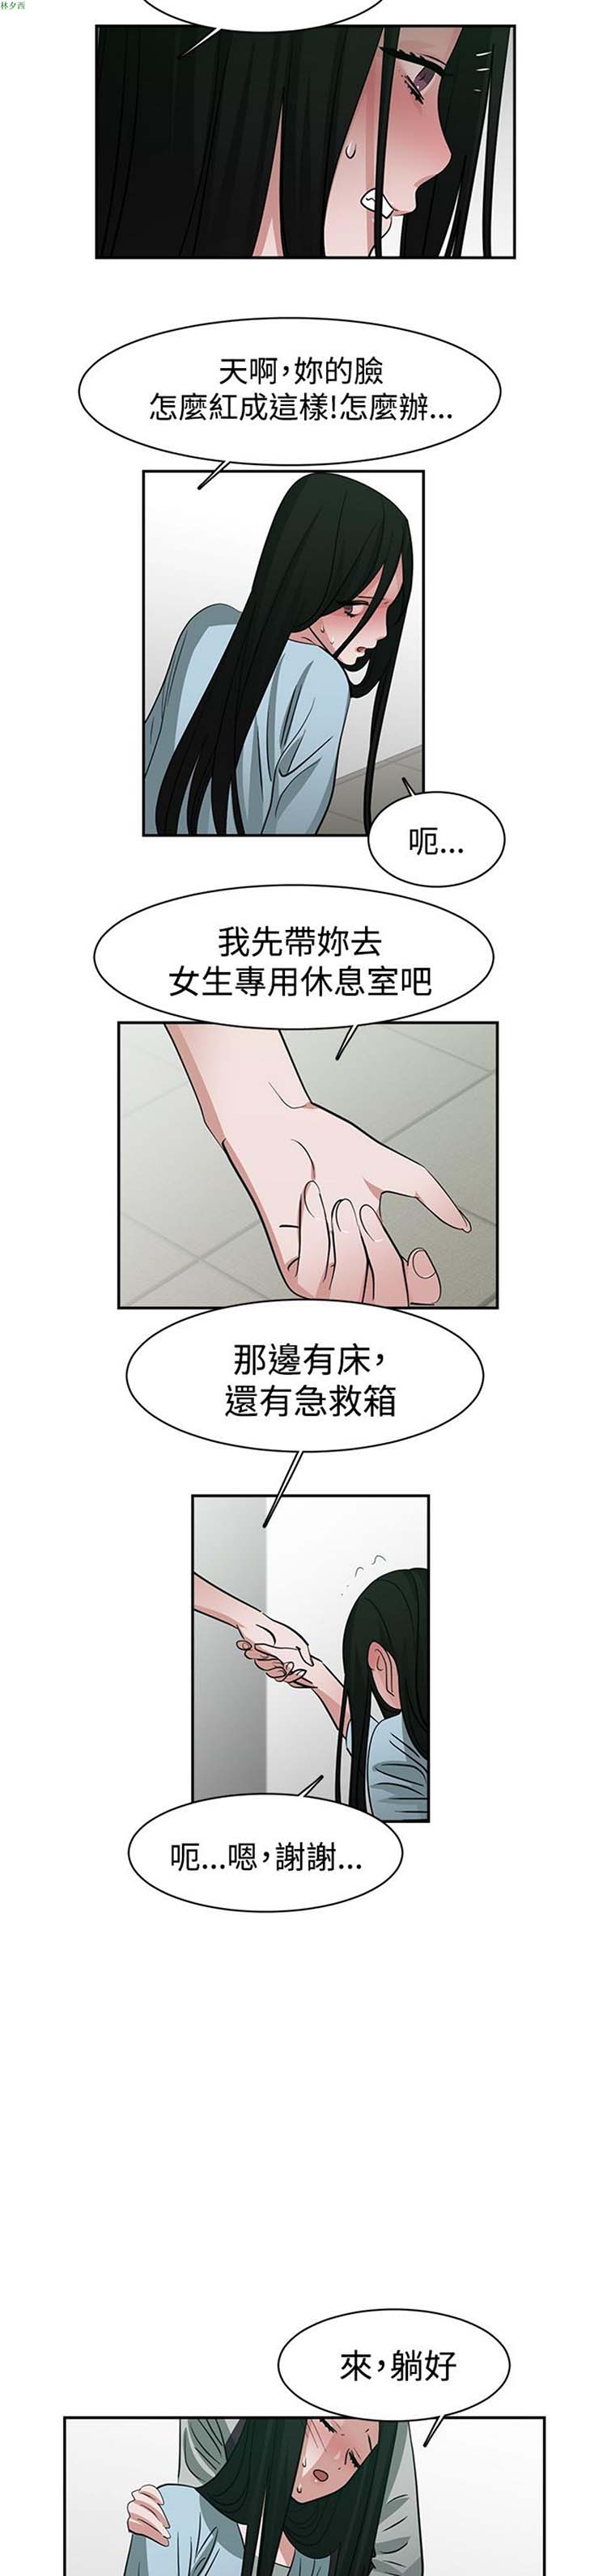 林夕西
天啊，妳的臉
怎麼紅成這樣！怎麼辦...
呃...
我先帶妳去
女生專用休息室吧
那邊有床，
還有急救箱
呃...嗯，謝謝...
來，躺好